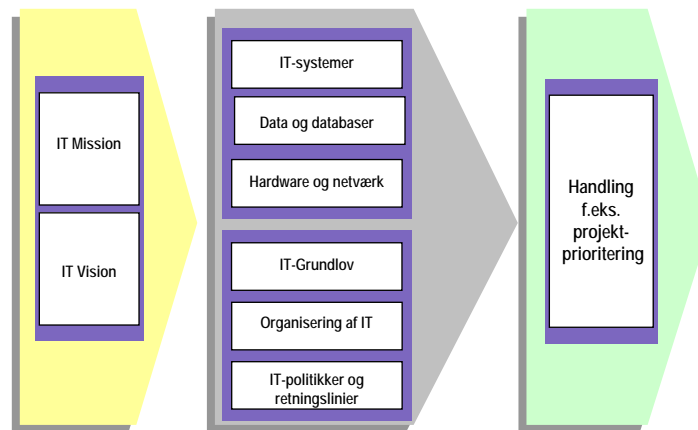 IT Mission
IT Vision
IT-systemer
Data og databaser
Hardware og netværk
IT-Grundlov
Organisering af IT
IT-politikker og
retningslinier
Handling
f.eks.
projekt-
prioritering